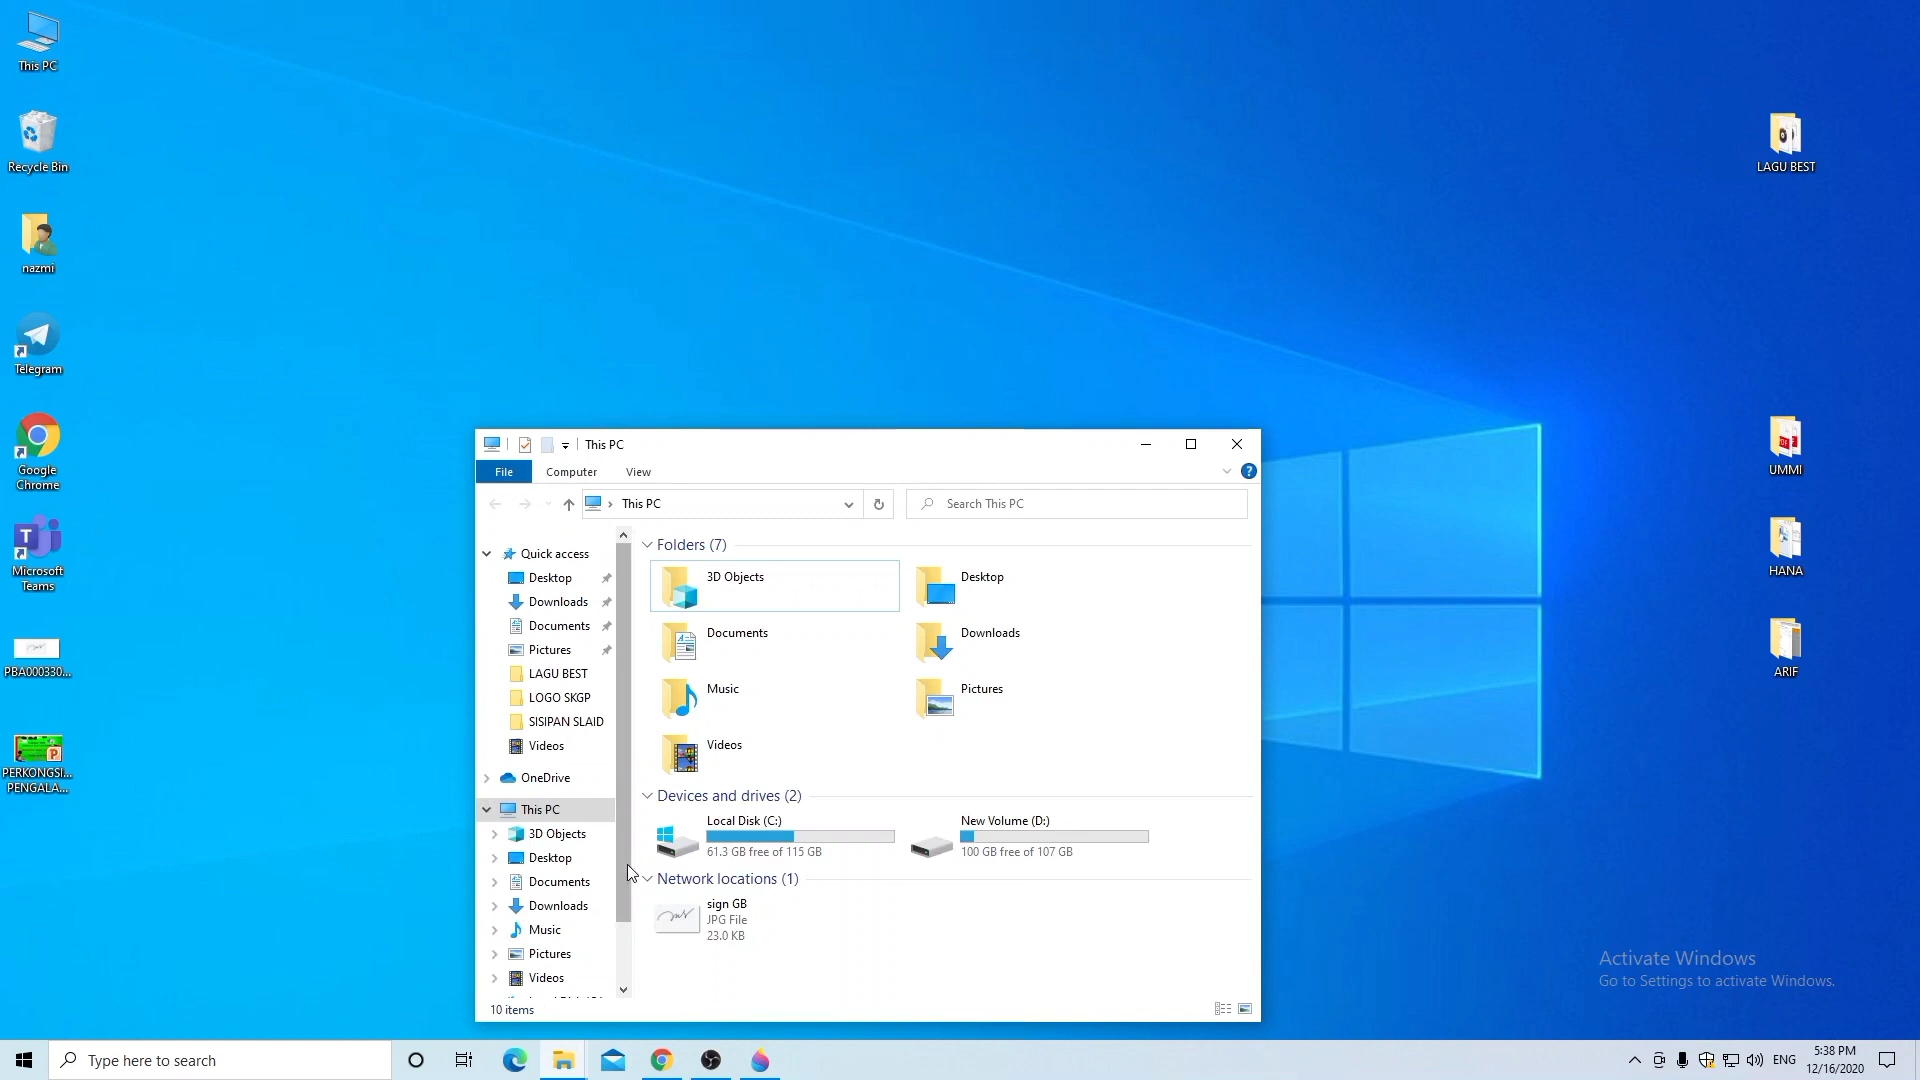 This PC
Recycle Bin
nazmi
Telegram
Google
Chrome
Microsoft
Teams
PBA000330...
PERKONGSI...
PENGALA...
LAGU BEST
UMMI
HANA
ARIF
This PC
File
Computer
View
This PC
Search This PC
Quick access
Desktop
Downloads
Documents
Pictures
LAGU BEST
LOGO SKGP
SISIPAN SLAID
Videos
OneDrive
This PC
3D Objects
Desktop
Documents
Downloads
Music
Pictures
Videos
Folders (7)
3D Objects
Desktop
Documents
Downloads
Music
Pictures
Videos
Devices and drives (2)
Local Disk (C:)
61.3 GB free of 115 GB
New Volume (D:)
100 GB free of 107 GB
Network locations (1)
sign GB
JPG File
23.0 KB
10 items
Activate Windows
Go to Settings to activate Windows.
Type here to search
ENG
5:38 PM
12/16/2020